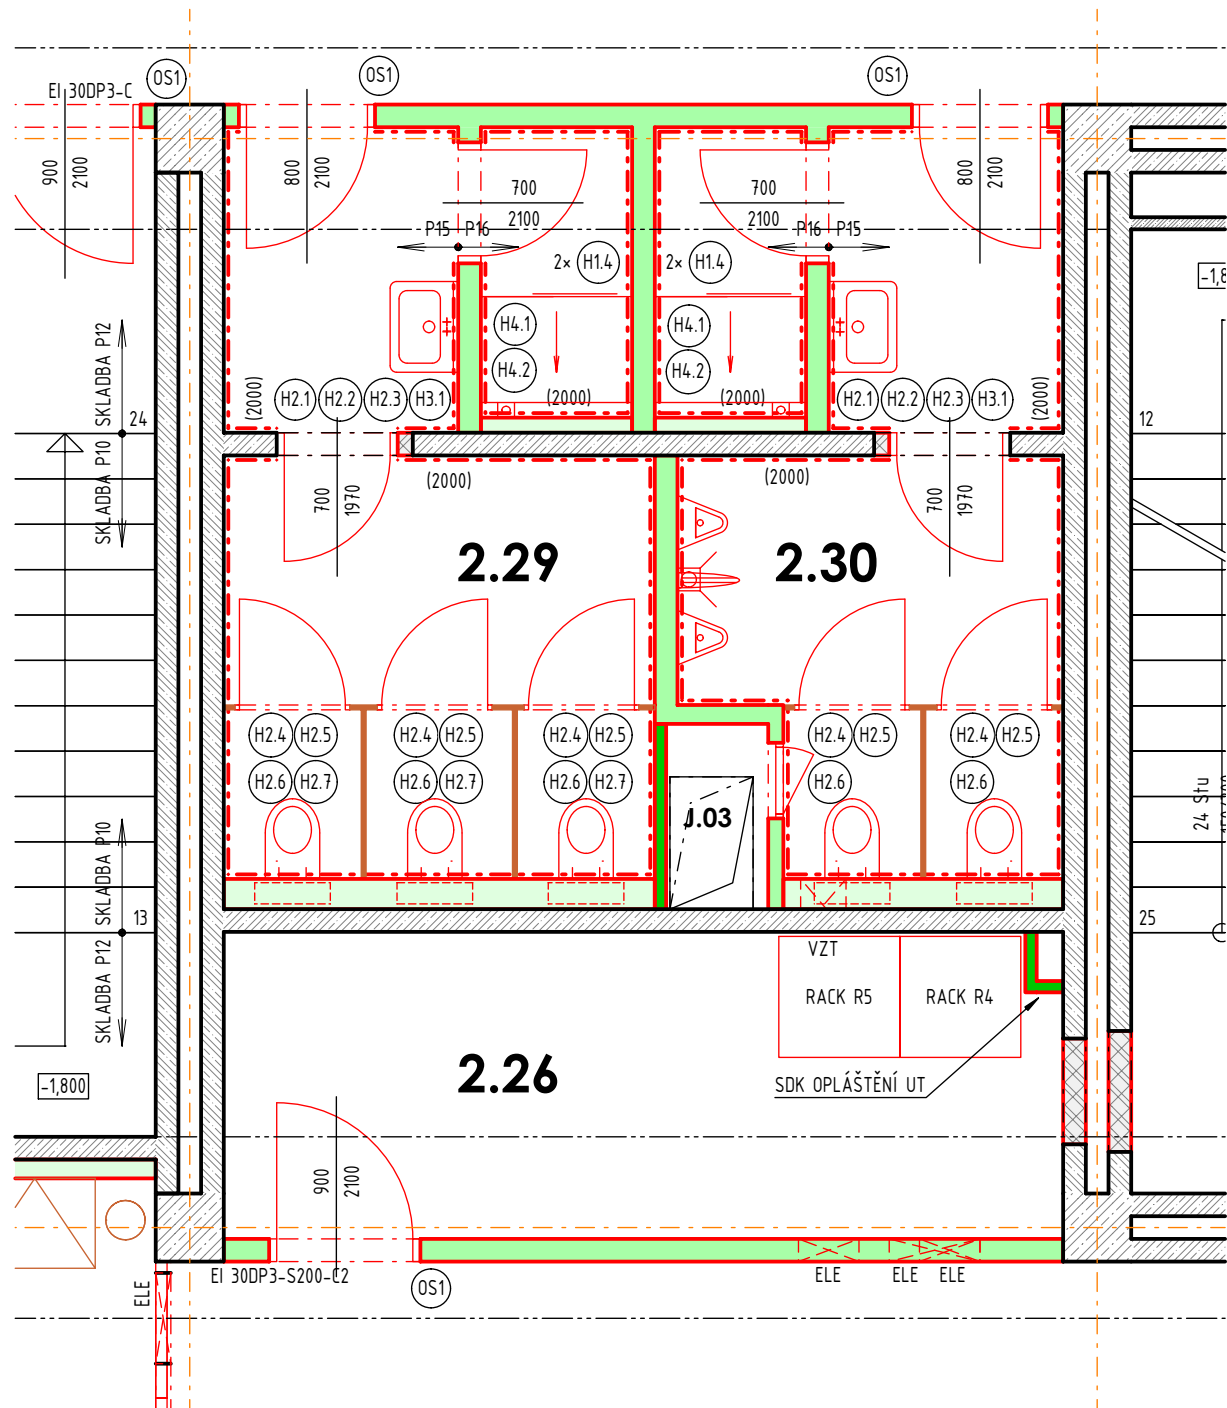 OS1
OS1
OS1
EI 30DP3-C
900
2100
800
2100
700
2100
700
2100
800
2100
P15 P16
P16 P15
2× H1.4
2× H1.4
-1,8
H4.1
H4.2
H4.1
H4.2
SKLADBA P12
(2000)
H2.1 H2.2 H2.3 H3.1
(2000)
(2000)
H2.1 H2.2 H2.3 H3.1
(2000)
24
12
SKLADBA P10
700
1970
(2000)
(2000)
700
1970
2.29
2.30
H2.4 H2.5
H2.4 H2.5
H2.4 H2.5
H2.4 H2.5
H2.4 H2.5
H2.6 H2.7
H2.6 H2.7
H2.6 H2.7
H2.6
H2.6
J.03
24 Stu
SKLADBA P10
13
25
SKLADBA P12
VZT
RACK R5
RACK R4
2.26
SDK OPLÁŠTĚNÍ UT
-1,800
900
2100
EI 30DP3-S200-C2
OS1
ELE
ELE
ELE
ELE